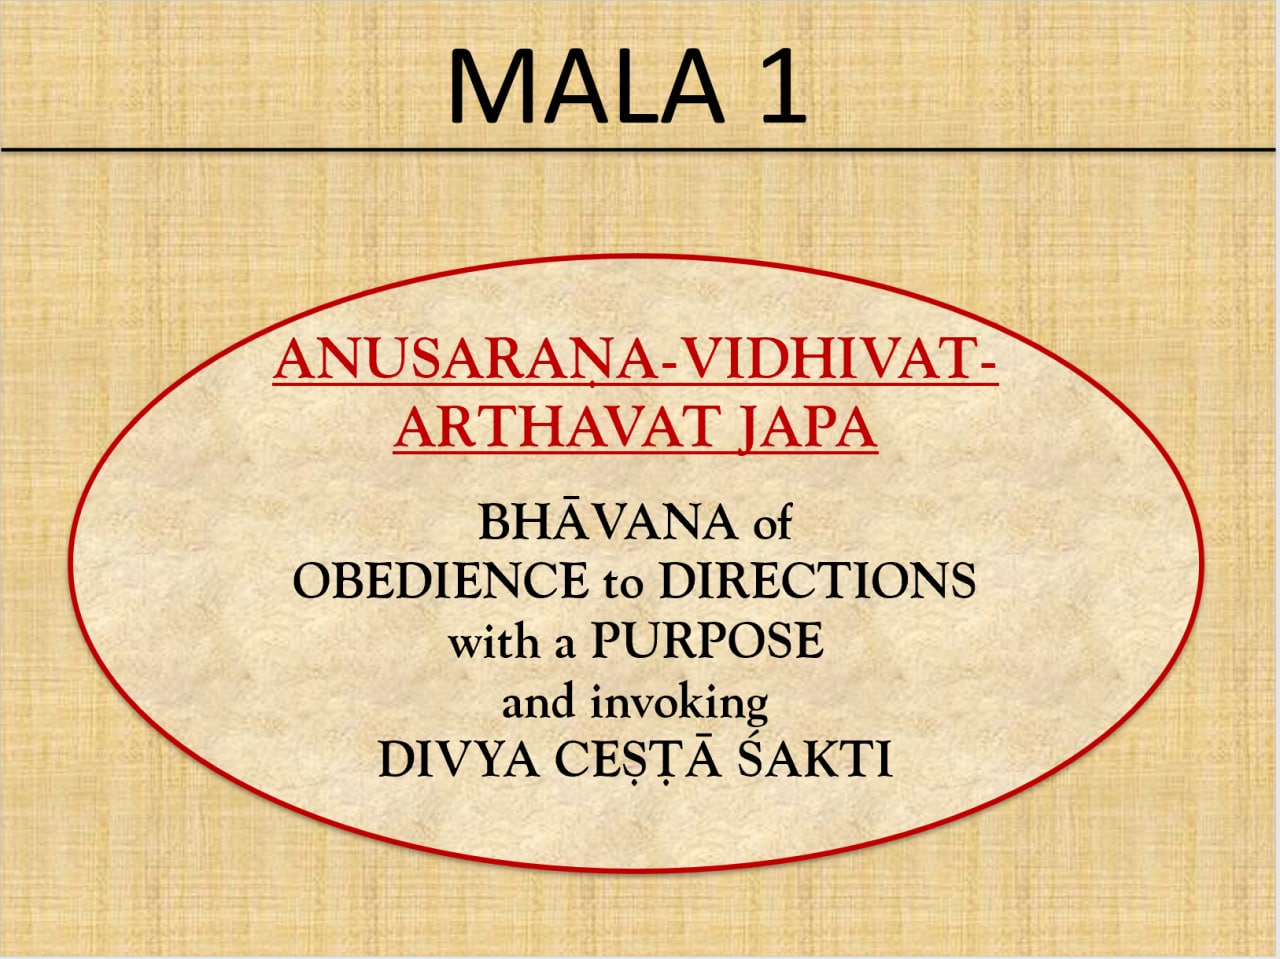 MALA 1
ANUSARAṆA-VIDHIVAT-
ARTHAVAT JAPA
BHĀVANA of
OBEDIENCE to DIRECTIONS
with a PURPOSE
and invoking
DIVYA CEṢṬĀ ŚAKTI